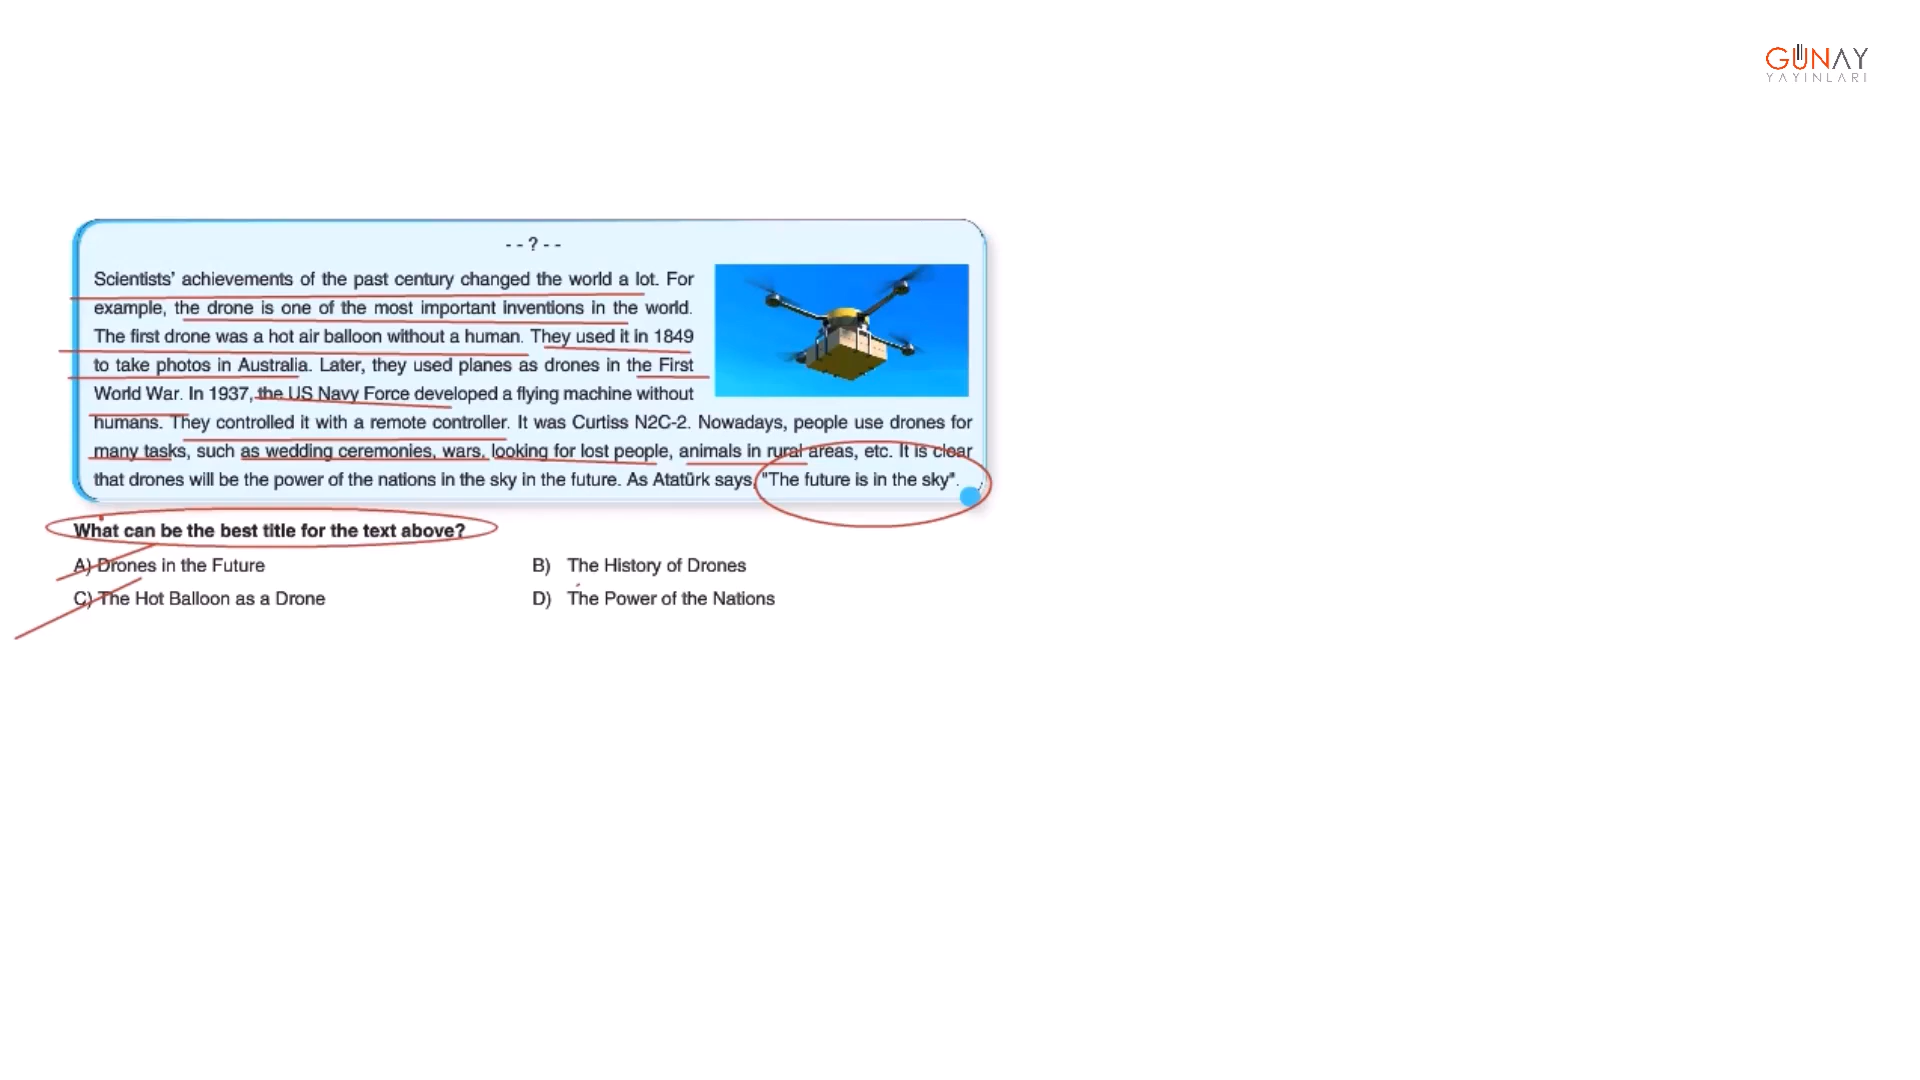 GÜNAY
YAYINLARI
- - ? - -
Scientists' achievements of the past century changed the world a lot. For
example, the drone is one of the most important inventions in the world.
The first drone was a hot air balloon without a human. They used it in 1849
to take photos in Australia. Later, they used planes as drones in the First
World War. In 1937, the US Navy Force developed a flying machine without
humans. They controlled it with a remote controller. It was Curtiss N2C-2. Nowadays, people use drones for
many tasks, such as wedding ceremonies, wars, looking for lost people, animals in rural areas, etc. It is clear
that drones will be the power of the nations in the sky in the future. As Atatürk says, "The future is in the sky".
What can be the best title for the text above?
A) Drones in the Future
B) The History of Drones
C) The Hot Balloon as a Drone
D) The Power of the Nations